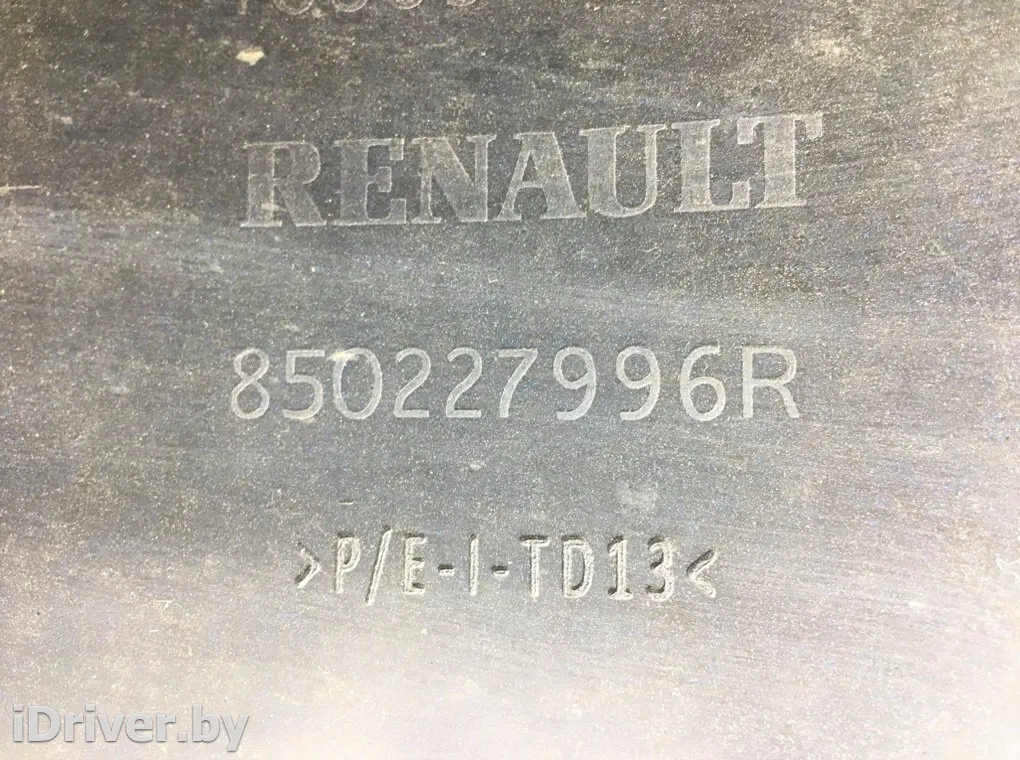 RENAULT
850227996R
>P/E-I-TD13<
iDriver.by